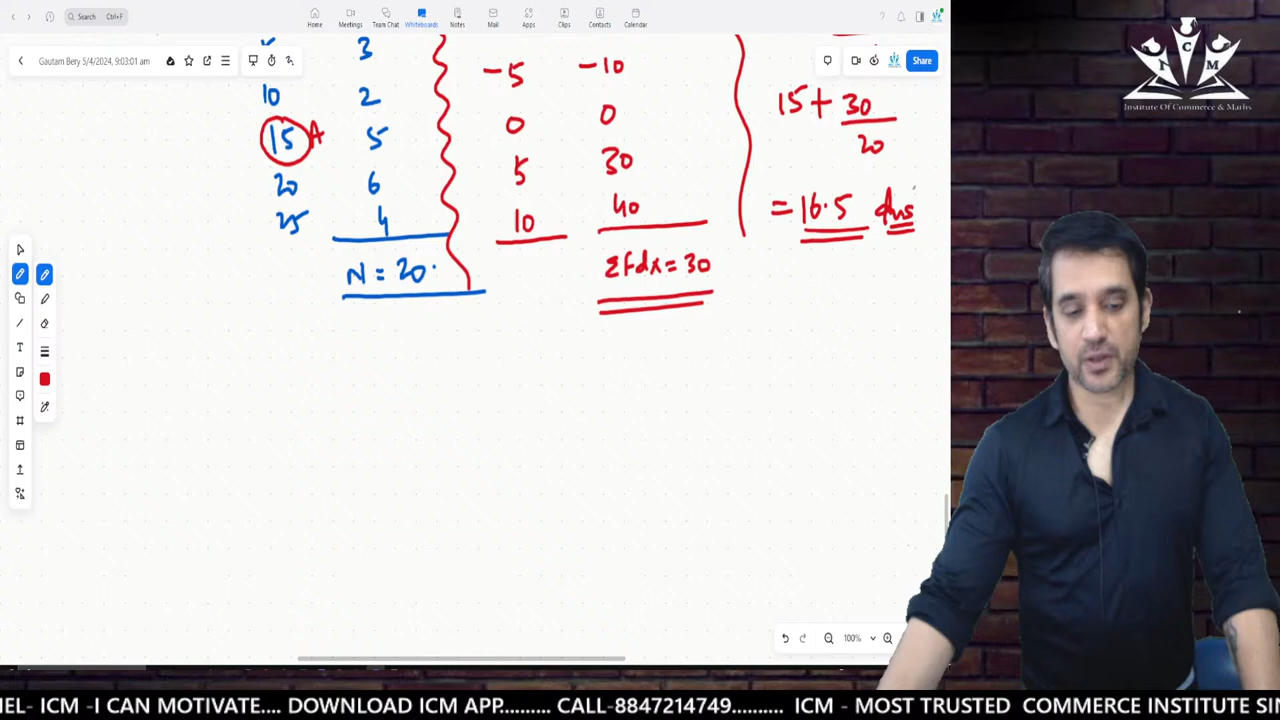 Search Ctrl+F
Home Meetings Team Chat Whiteboards Notes Mail Apps Clips Contacts Calendar
Gautam Bery 5/4/2024, 9:03:01 am
Share
I C M
Institute Of Commerce & Maths
3
-5 -10
10 2
15 + 30/20
15 A 5 0 0
20 6 5 30
25 4 10 40
= 16.5 Ans
N = 20.
Σfdx = 30
100%
NEL- ICM -I CAN MOTIVATE.... DOWNLOAD ICM APP......... CALL-8847214749.......... ICM - MOST TRUSTED COMMERCE INSTITUTE SI